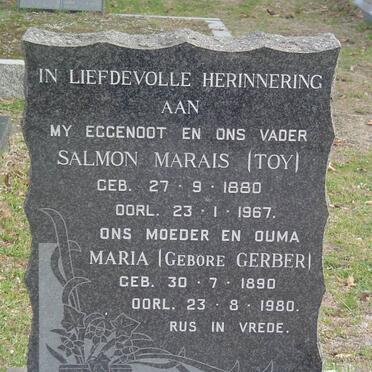 IN LIEFDEVOLLE HERINNERING
AAN
MY EGGENOOT EN ONS VADER
SALMON MARAIS (TOY)
GEB. 27·9·1880
OORL. 23·1·1967.
ONS MOEDER EN OUMA
MARIA (GEBORE GERBER)
GEB. 30·7·1890
OORL. 23·8·1980.
RUS IN VREDE.